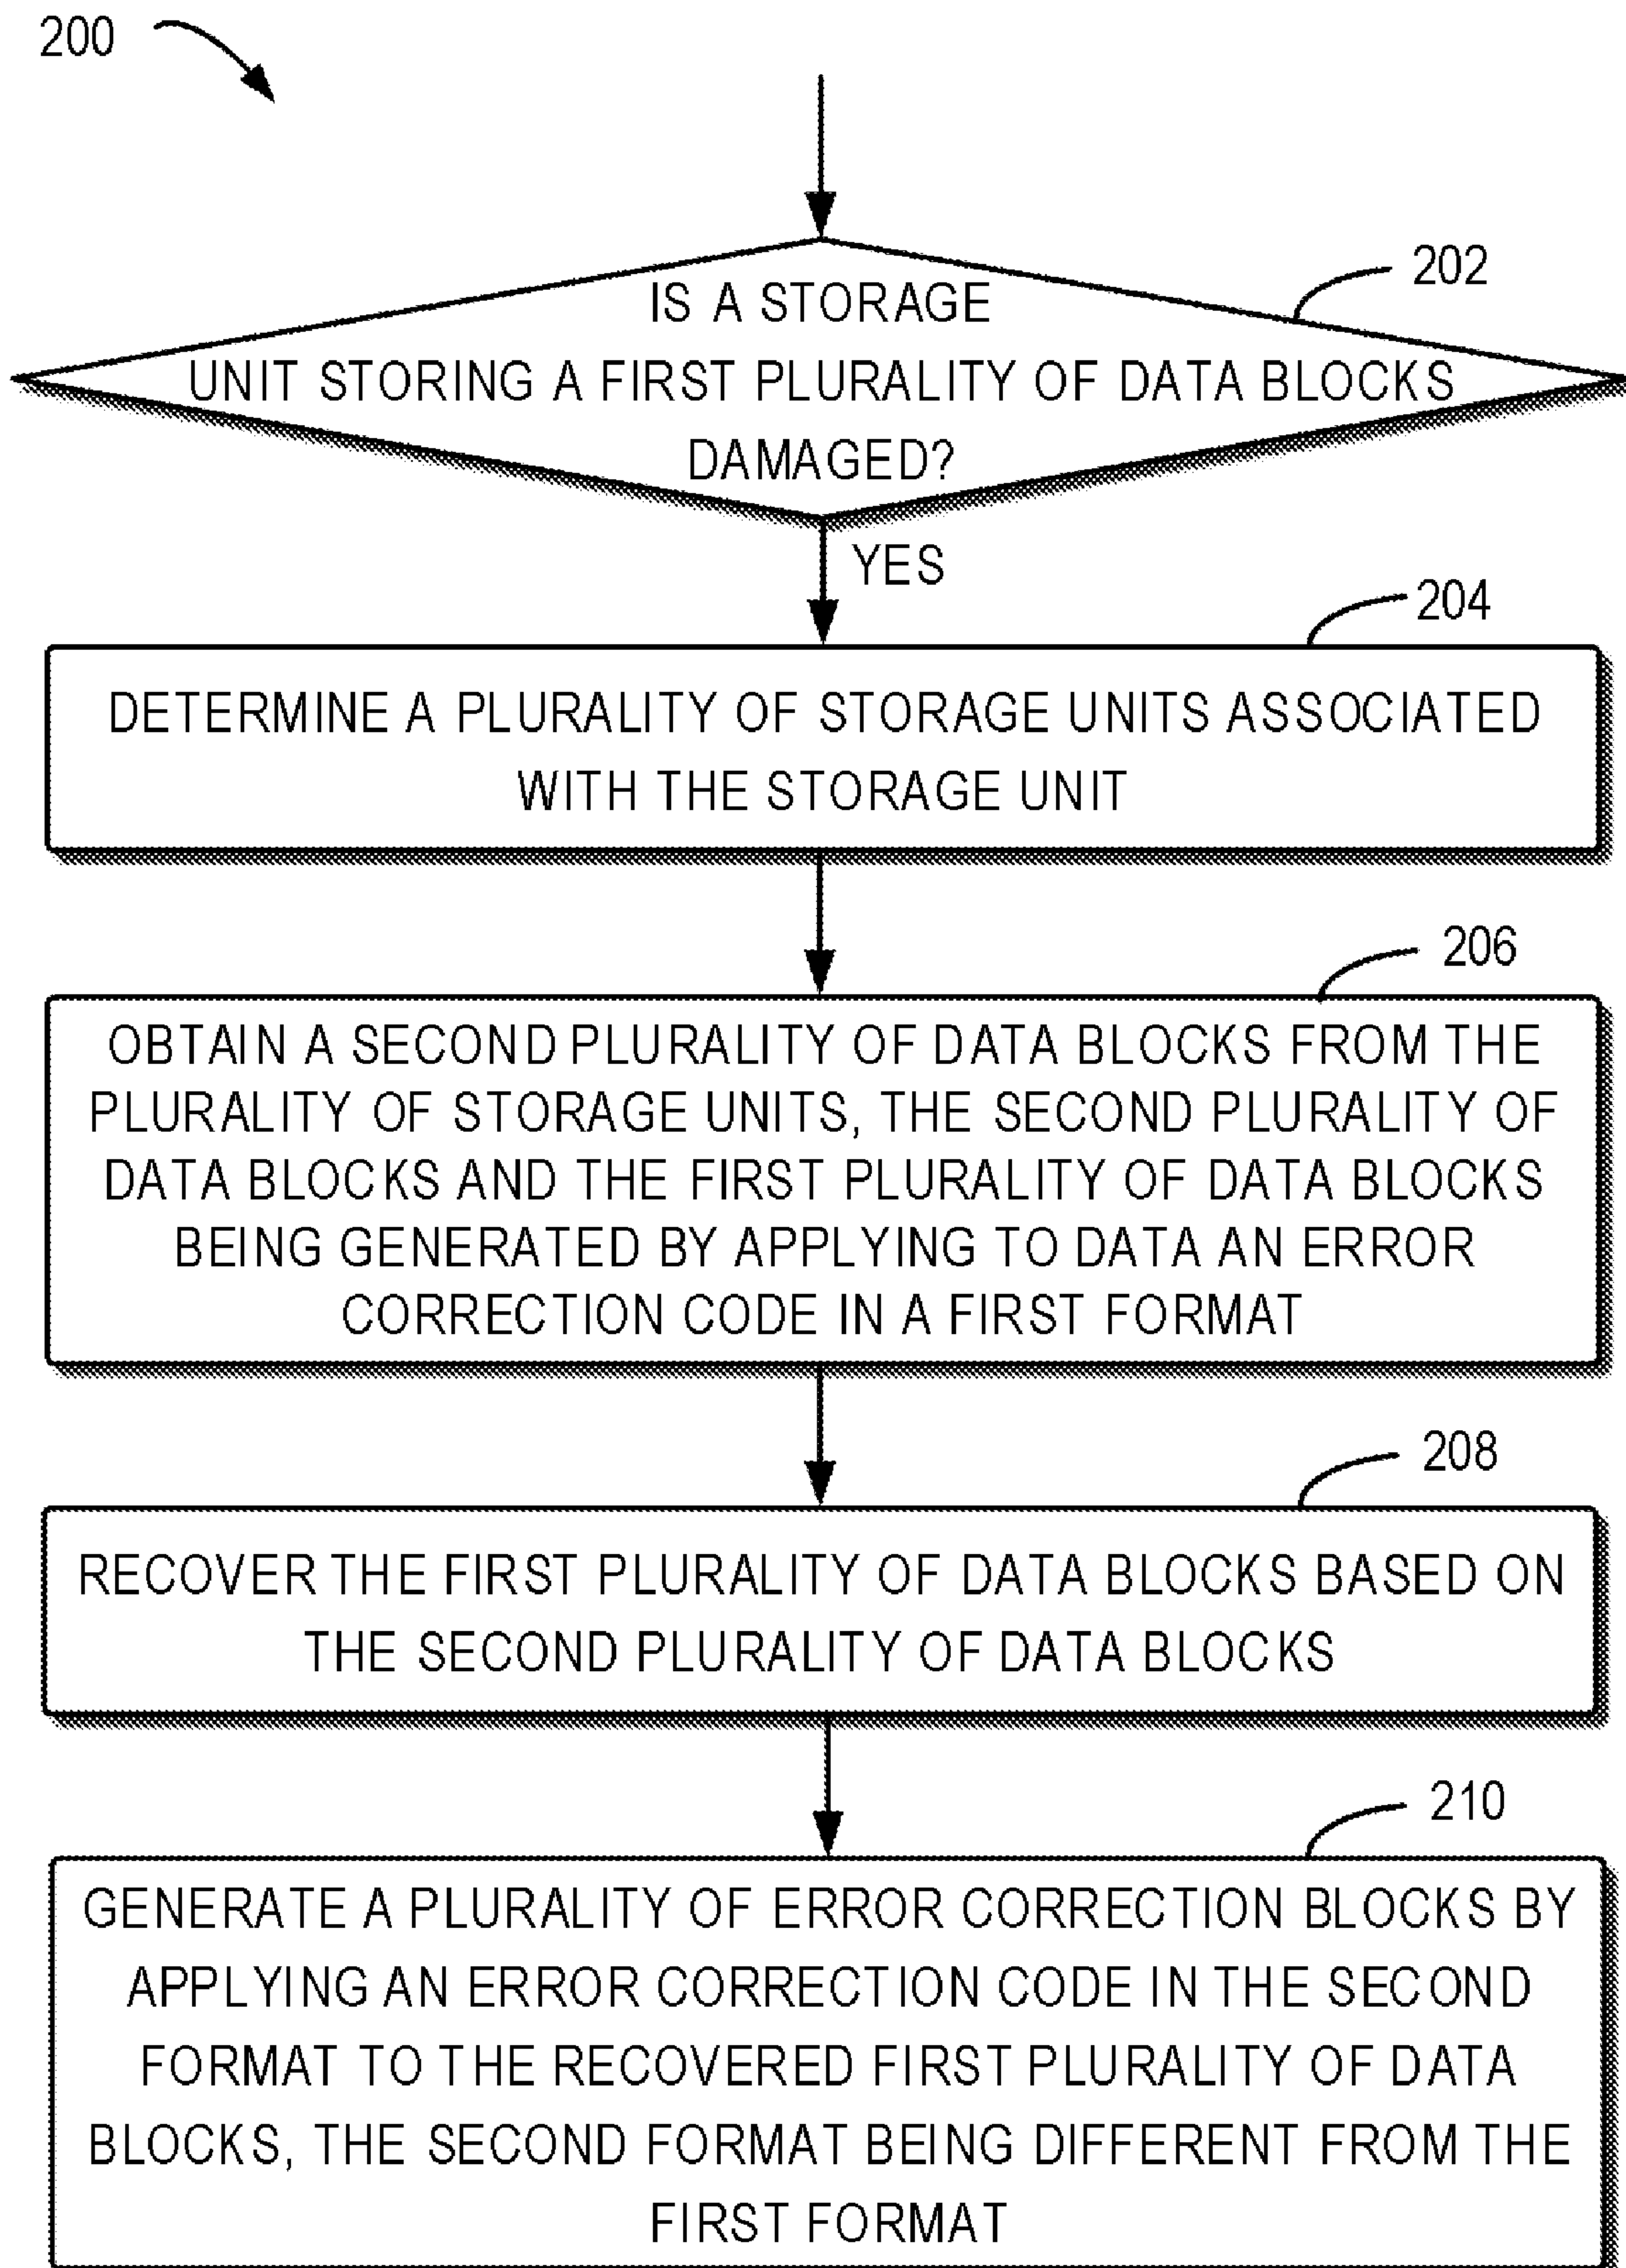 200
202
IS A STORAGE
UNIT STORING A FIRST PLURALITY OF DATA BLOCKS
DAMAGED?
YES
204
DETERMINE A PLURALITY OF STORAGE UNITS ASSOCIATED
WITH THE STORAGE UNIT
206
OBTAIN A SECOND PLURALITY OF DATA BLOCKS FROM THE
PLURALITY OF STORAGE UNITS, THE SECOND PLURALITY OF
DATA BLOCKS AND THE FIRST PLURALITY OF DATA BLOCKS
BEING GENERATED BY APPLYING TO DATA AN ERROR
CORRECTION CODE IN A FIRST FORMAT
208
RECOVER THE FIRST PLURALITY OF DATA BLOCKS BASED ON
THE SECOND PLURALITY OF DATA BLOCKS
210
GENERATE A PLURALITY OF ERROR CORRECTION BLOCKS BY
APPLYING AN ERROR CORRECTION CODE IN THE SECOND
FORMAT TO THE RECOVERED FIRST PLURALITY OF DATA
BLOCKS, THE SECOND FORMAT BEING DIFFERENT FROM THE
FIRST FORMAT